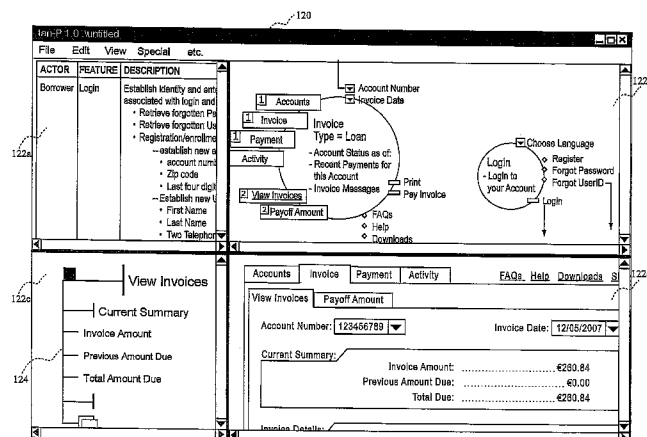 120
tan-P 1.0 :\untitled
File Edit View Special etc.
ACTOR FEATURE DESCRIPTION
Borrower Login Establish Identity and ente
associated with login and
• Retrieve forgotten Pa
• Retrieve forgotten Us
• Registration/enrollme
--establish new a
• account numb
• Zip code
• Last four digit
--Establish new U
• First Name
• Last Name
• Two Telephor
122a
Account Number
Invoice Date
1 Accounts
1 Invoice
1 Payment
Activity
2 View Invoices
2 Payoff Amount
Invoice
Type = Loan
- Account Status as of:
- Recent Payments for
this Account
- Invoice Messages
Print
Pay Invoice
FAQs
Help
Downloads
Choose Language
Login
- Login to
your Account
Register
Forgot Password
Forgot UserID
Login
122
122c
View Invoices
Current Summary
Invoice Amount
Previous Amount Due
Total Amount Due
124
Accounts Invoice Payment Activity FAQs Help Downloads S
122
View Invoices Payoff Amount
Account Number: 123456789 Invoice Date: 12/05/2007
Current Summary:
Invoice Amount: ........................ €260.84
Previous Amount Due: ........................ €0.00
Total Due: ........................ €260.84
Invoice Details: